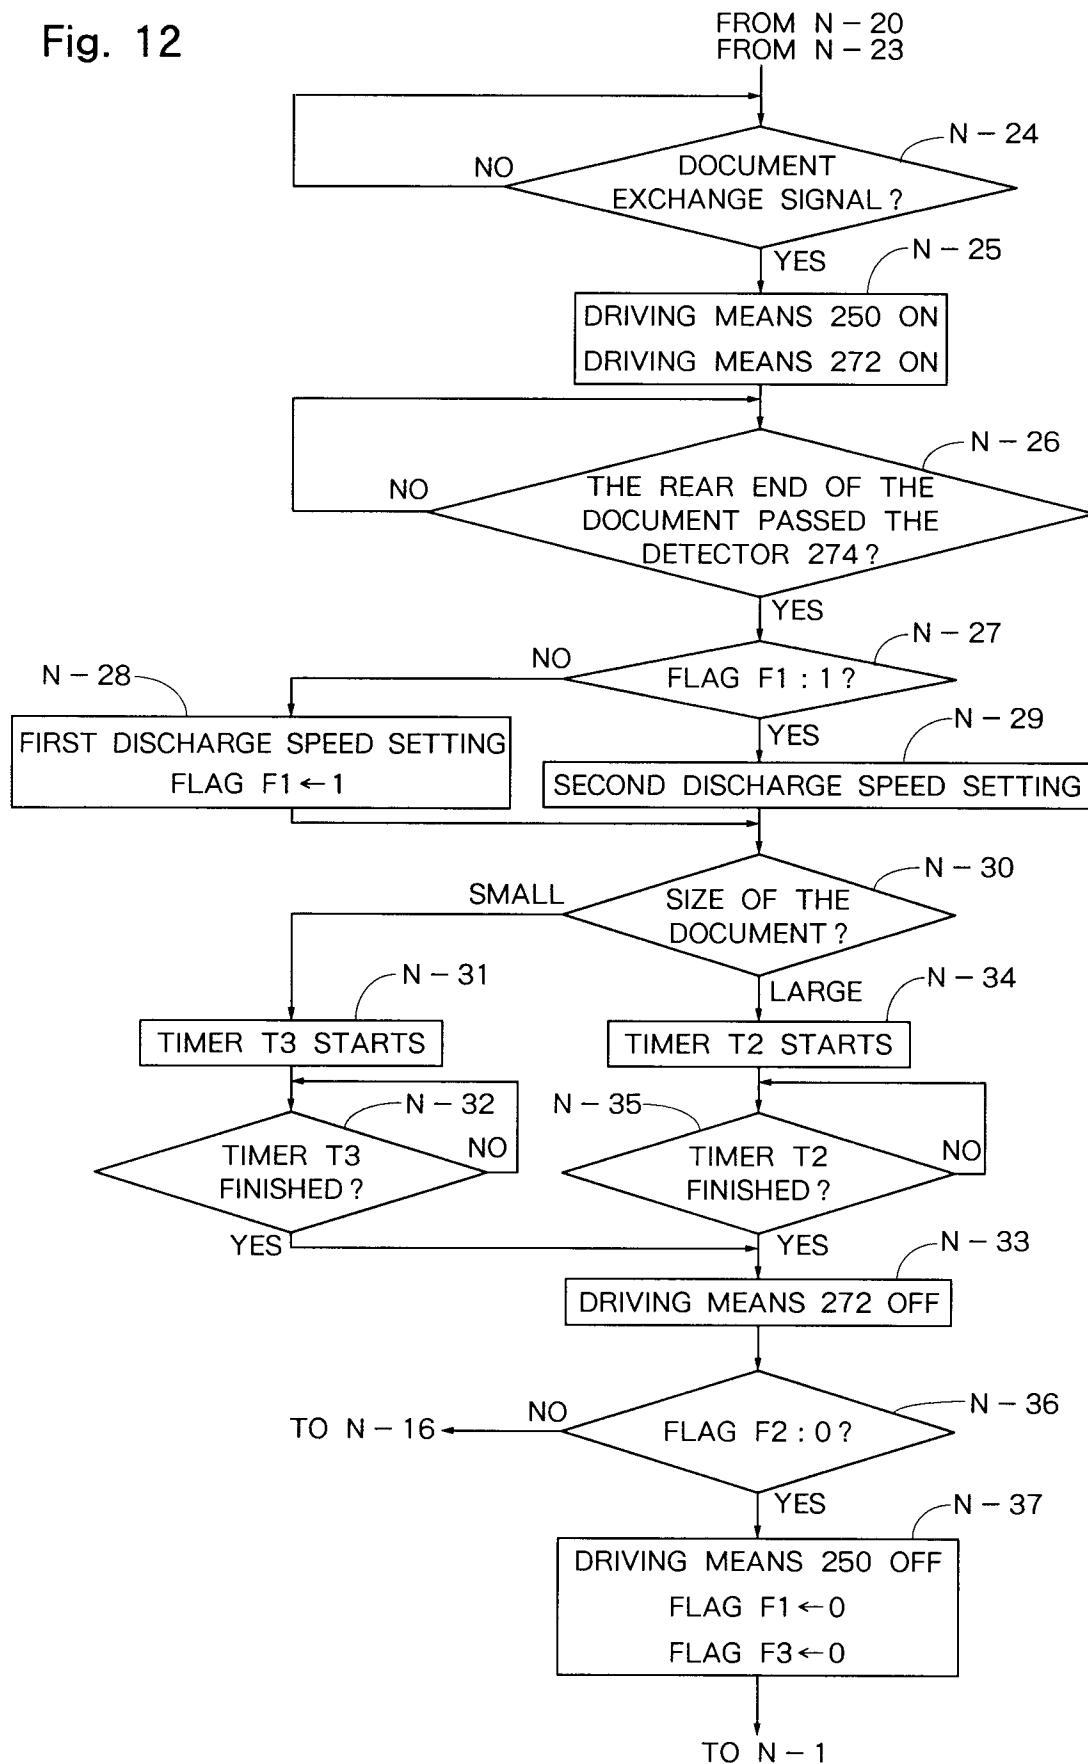 Fig. 12
FROM N-20
FROM N-23
N-24
NO
DOCUMENT
EXCHANGE SIGNAL?
YES
N-25
DRIVING MEANS 250 ON
DRIVING MEANS 272 ON
N-26
NO
THE REAR END OF THE
DOCUMENT PASSED THE
DETECTOR 274?
YES
N-27
NO
FLAG F1:1?
N-28
YES
N-29
FIRST DISCHARGE SPEED SETTING
FLAG F1←1
SECOND DISCHARGE SPEED SETTING
N-30
SMALL
SIZE OF THE
DOCUMENT?
LARGE
N-31
N-34
TIMER T3 STARTS
TIMER T2 STARTS
N-32
N-35
TIMER T3
FINISHED?
NO
TIMER T2
FINISHED?
NO
YES
YES
N-33
DRIVING MEANS 272 OFF
N-36
NO
TO N-16
FLAG F2:0?
YES
N-37
DRIVING MEANS 250 OFF
FLAG F1←0
FLAG F3←0
TO N-1